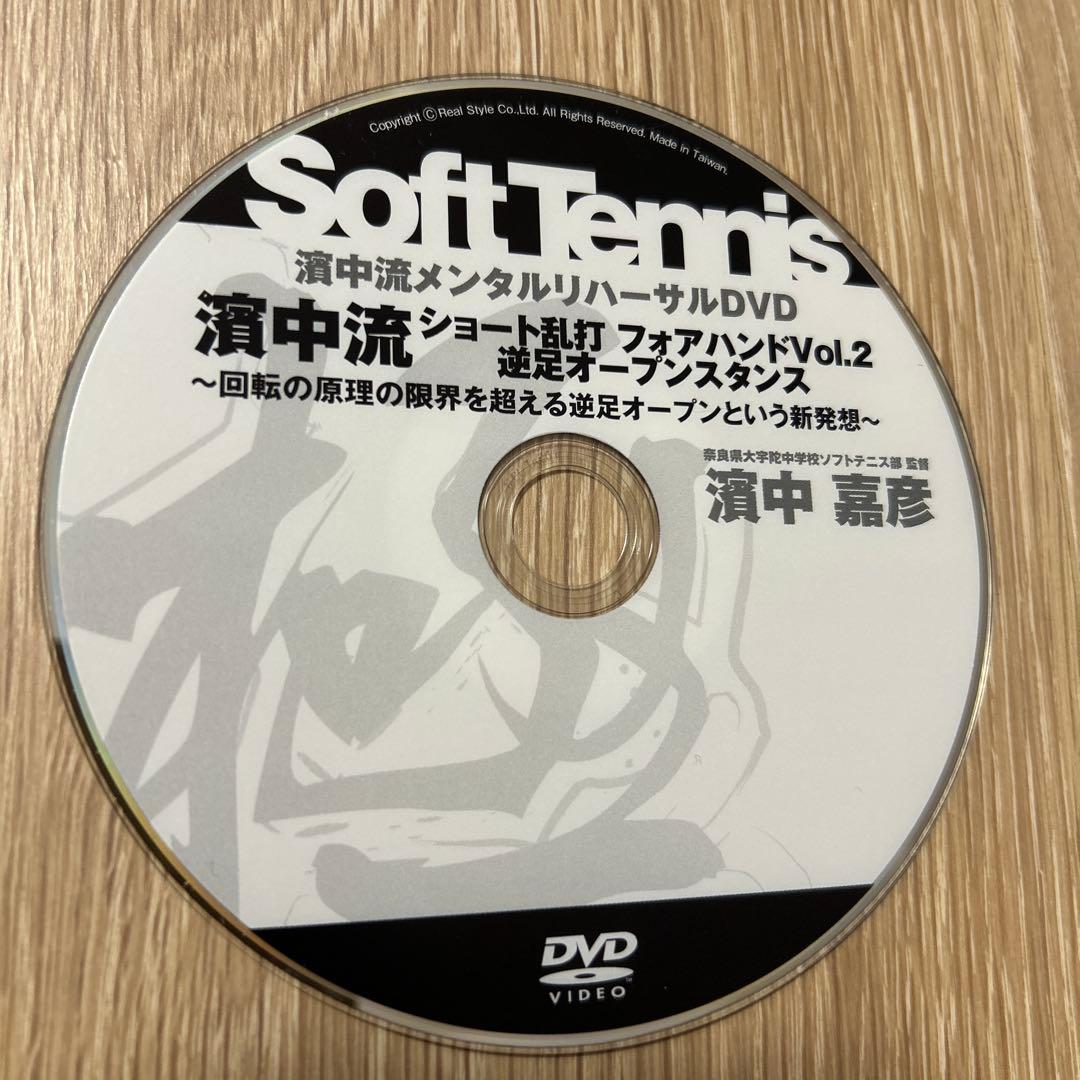 Copyright ⒸReal Style Co.,Ltd. All Rights Reserved. Made in Taiwan.
Soft Tennis
濱中流メンタルリハーサルDVD
濱中流 ショート乱打 フォアハンドVol.2
逆足オープンスタンス
～回転の原理の限界を超える逆足オープンという新発想～
奈良県大宇陀中学校ソフトテニス部 監督
濱中 嘉彦
DVD
VIDEO